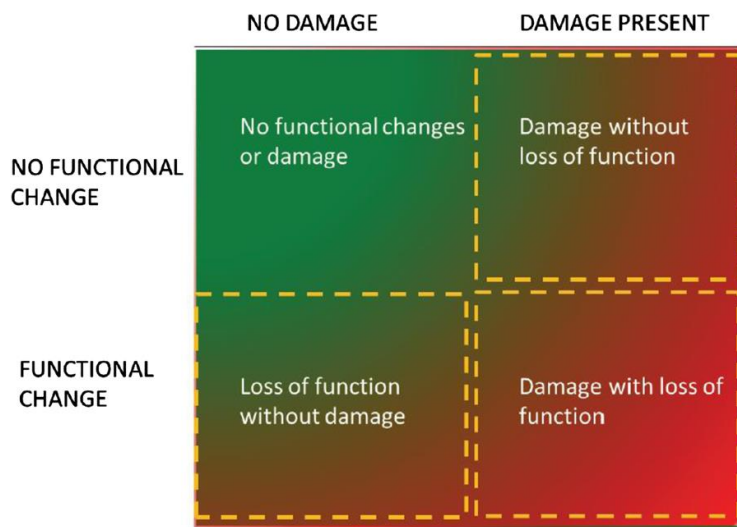 NO DAMAGE
DAMAGE PRESENT
NO FUNCTIONAL
CHANGE
No functional changes
or damage
Damage without
loss of function
FUNCTIONAL
CHANGE
Loss of function
without damage
Damage with loss of
function